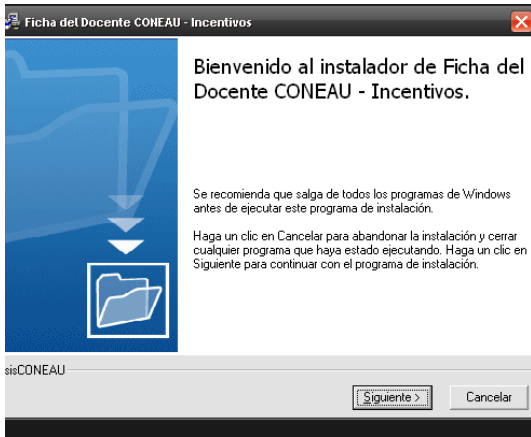 Ficha del Docente CONEAU - Incentivos
Bienvenido al instalador de Ficha del
Docente CONEAU - Incentivos.
Se recomienda que salga de todos los programas de Windows
antes de ejecutar este programa de instalación.
Haga un clic en Cancelar para abandonar la instalación y cerrar
cualquier programa que haya estado ejecutando. Haga un clic en
Siguiente para continuar con el programa de instalación.
sisCONEAU
Siguiente >
Cancelar